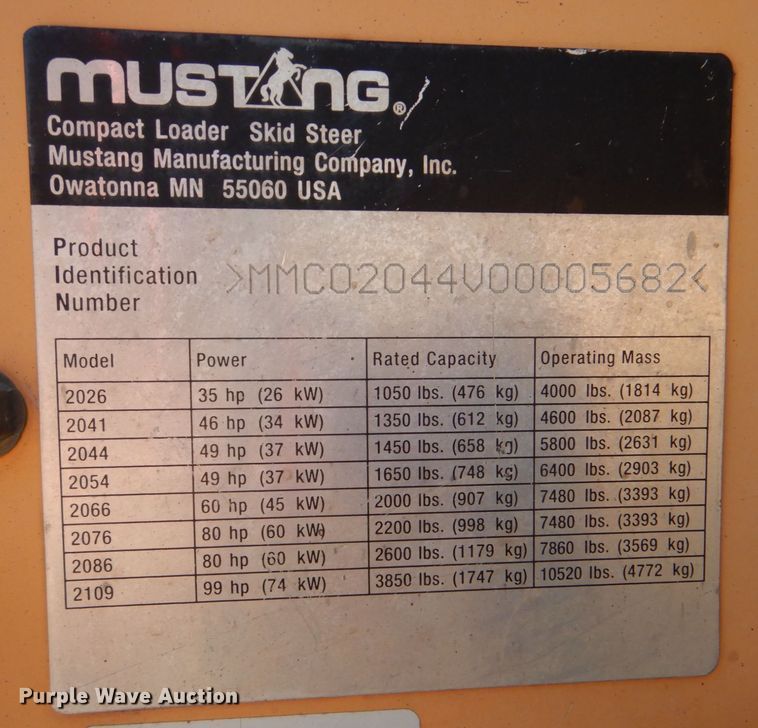 MUSTANG®
Compact Loader Skid Steer
Mustang Manufacturing Company, Inc.
Owatonna MN 55060 USA
Product
Identification
Number
>MMC02044V00005682<
Model Power Rated Capacity Operating Mass
2026 35 hp (26 kW) 1050 lbs. (476 kg) 4000 lbs. (1814 kg)
2041 46 hp (34 kW) 1350 lbs. (612 kg) 4600 lbs. (2087 kg)
2044 49 hp (37 kW) 1450 lbs. (658 kg) 5800 lbs. (2631 kg)
2054 49 hp (37 kW) 1650 lbs. (748 kg) 6400 lbs. (2903 kg)
2066 60 hp (45 kW) 2000 lbs. (907 kg) 7480 lbs. (3393 kg)
2076 80 hp (60 kW) 2200 lbs. (998 kg) 7480 lbs. (3393 kg)
2086 80 hp (60 kW) 2600 lbs. (1179 kg) 7860 lbs. (3569 kg)
2109 99 hp (74 kW) 3850 lbs. (1747 kg) 10520 lbs. (4772 kg)
Purple Wave Auction